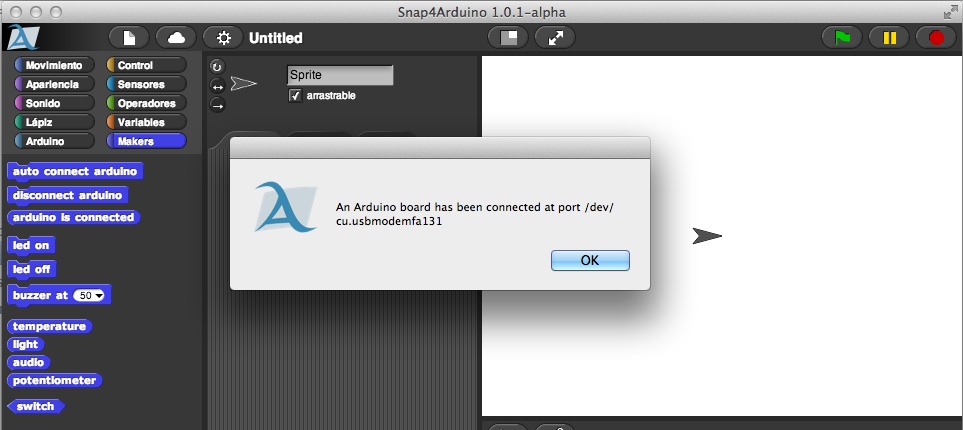 Snap4Arduino 1.0.1-alpha
Untitled
Movimiento
Control
Apariencia
Sensores
Sonido
Operadores
Lápiz
Variables
Arduino
Makers
auto connect arduino
disconnect arduino
arduino is connected
led on
led off
buzzer at 50
temperature
light
audio
potentiometer
switch
Sprite
arrastrable
An Arduino board has been connected at port /dev/
cu.usbmodemfa131
OK